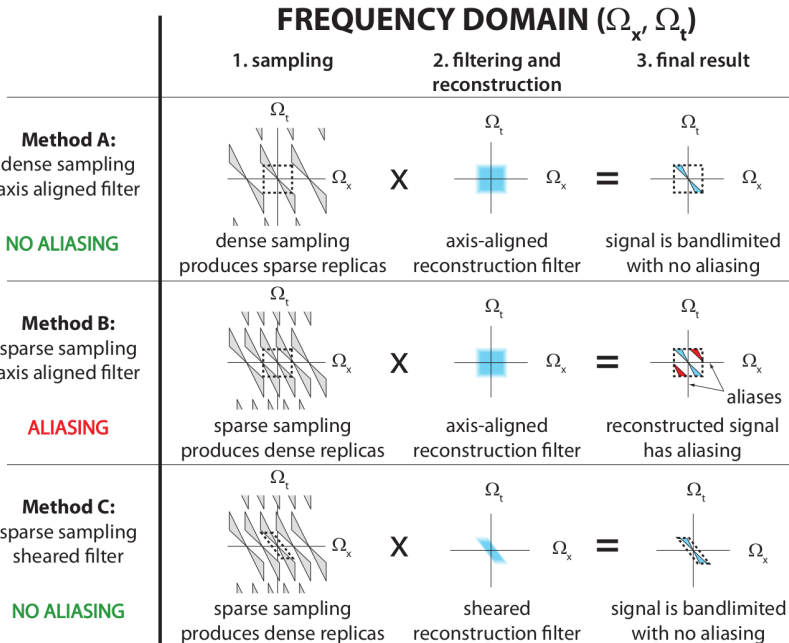 FREQUENCY DOMAIN (Ωx, Ωt)
1. sampling
2. filtering and
reconstruction
3. final result
Method A:
dense sampling
axis aligned filter
NO ALIASING
Ωt
Ωx
X
Ωt
Ωx
=
Ωt
Ωx
dense sampling
produces sparse replicas
axis-aligned
reconstruction filter
signal is bandlimited
with no aliasing
Method B:
sparse sampling
axis aligned filter
ALIASING
Ωt
Ωx
X
Ωt
Ωx
=
Ωt
Ωx
aliases
sparse sampling
produces dense replicas
axis-aligned
reconstruction filter
reconstructed signal
has aliasing
Method C:
sparse sampling
sheared filter
NO ALIASING
Ωt
Ωx
X
Ωt
Ωx
=
Ωt
Ωx
sparse sampling
produces dense replicas
sheared
reconstruction filter
signal is bandlimited
with no aliasing